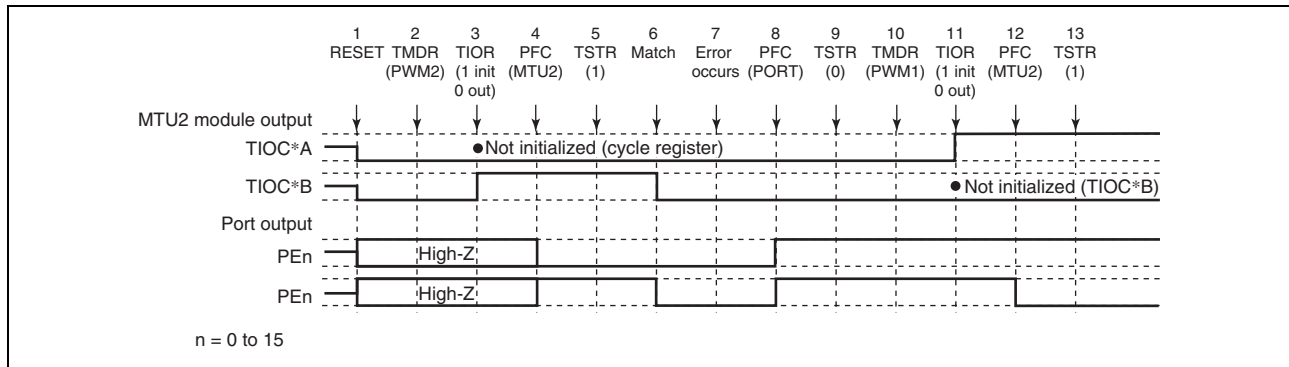 1 2 3 4 5 6 7 8 9 10 11 12 13
RESET TMDR TIOR PFC TSTR Match Error PFC TSTR TMDR TIOR PFC TSTR
(PWM2) (1 init (MTU2) (1) occurs (PORT) (0) (PWM1) (1 init (MTU2) (1)
0 out) 0 out)
MTU2 module output
TIOC*A ●Not initialized (cycle register)
TIOC*B ● Not initialized (TIOC*B)
Port output
PEn High-Z
PEn High-Z
n = 0 to 15